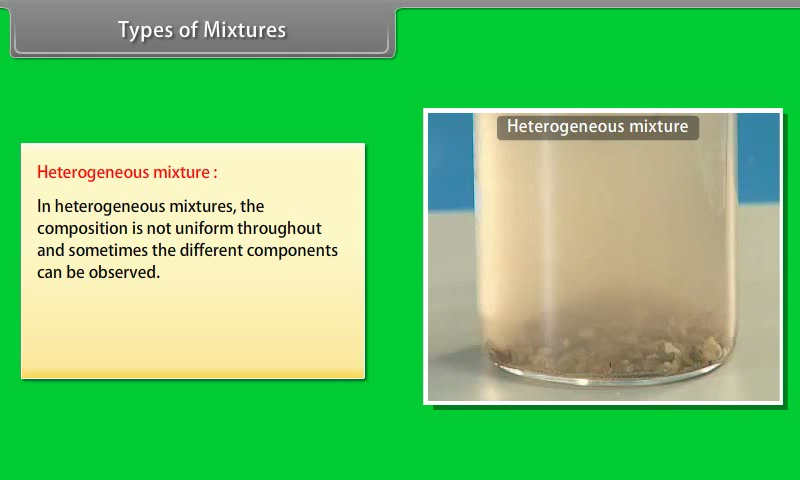 Types of Mixtures
Heterogeneous mixture :
In heterogeneous mixtures, the
composition is not uniform throughout
and sometimes the different components
can be observed.
Heterogeneous mixture